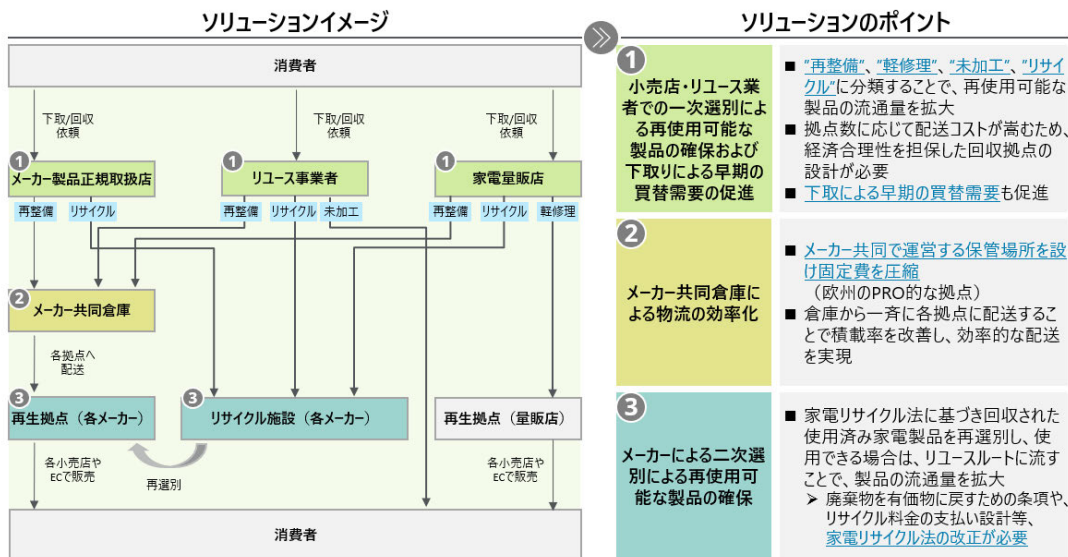 ソリューションイメージ
消費者
下取/回収
依頼
下取/回収
依頼
下取/回収
依頼
1
メーカー製品正規取扱店
1
リユース事業者
1
家電量販店
再整備
リサイクル
再整備
リサイクル
未加工
再整備
リサイクル
軽修理
2
メーカー共同倉庫
各拠点へ
配送
3
再生拠点（各メーカー）
3
リサイクル施設（各メーカー）
再生拠点（量販店）
各小売店や
ECで販売
再選別
各小売店や
ECで販売
消費者
ソリューションのポイント
1
小売店・リユース業
者での一次選別によ
る再使用可能な
製品の確保および
下取りによる早期の
買替需要の促進
■ "再整備"、"軽修理"、"未加工"、"リサイ
クル"に分類することで、再使用可能な
製品の流通量を拡大
■ 拠点数に応じて配送コストが嵩むため、
経済合理性を担保した回収拠点の
設計が必要
■ 下取による早期の買替需要も促進
2
メーカー共同倉庫によ
る物流の効率化
■ メーカー共同で運営する保管場所を設
け固定費を圧縮
（欧州のPRO的な拠点）
■ 倉庫から一斉に各拠点に配送するこ
とで積載率を改善し、効率的な配送
を実現
3
メーカーによる二次選
別による再使用可
能な製品の確保
■ 家電リサイクル法に基づき回収された
使用済み家電製品を再選別し、使
用できる場合は、リユースルートに流す
ことで、製品の流通量を拡大
➢ 廃棄物を有価物に戻すための条項や、
リサイクル料金の支払い設計等、
家電リサイクル法の改正が必要